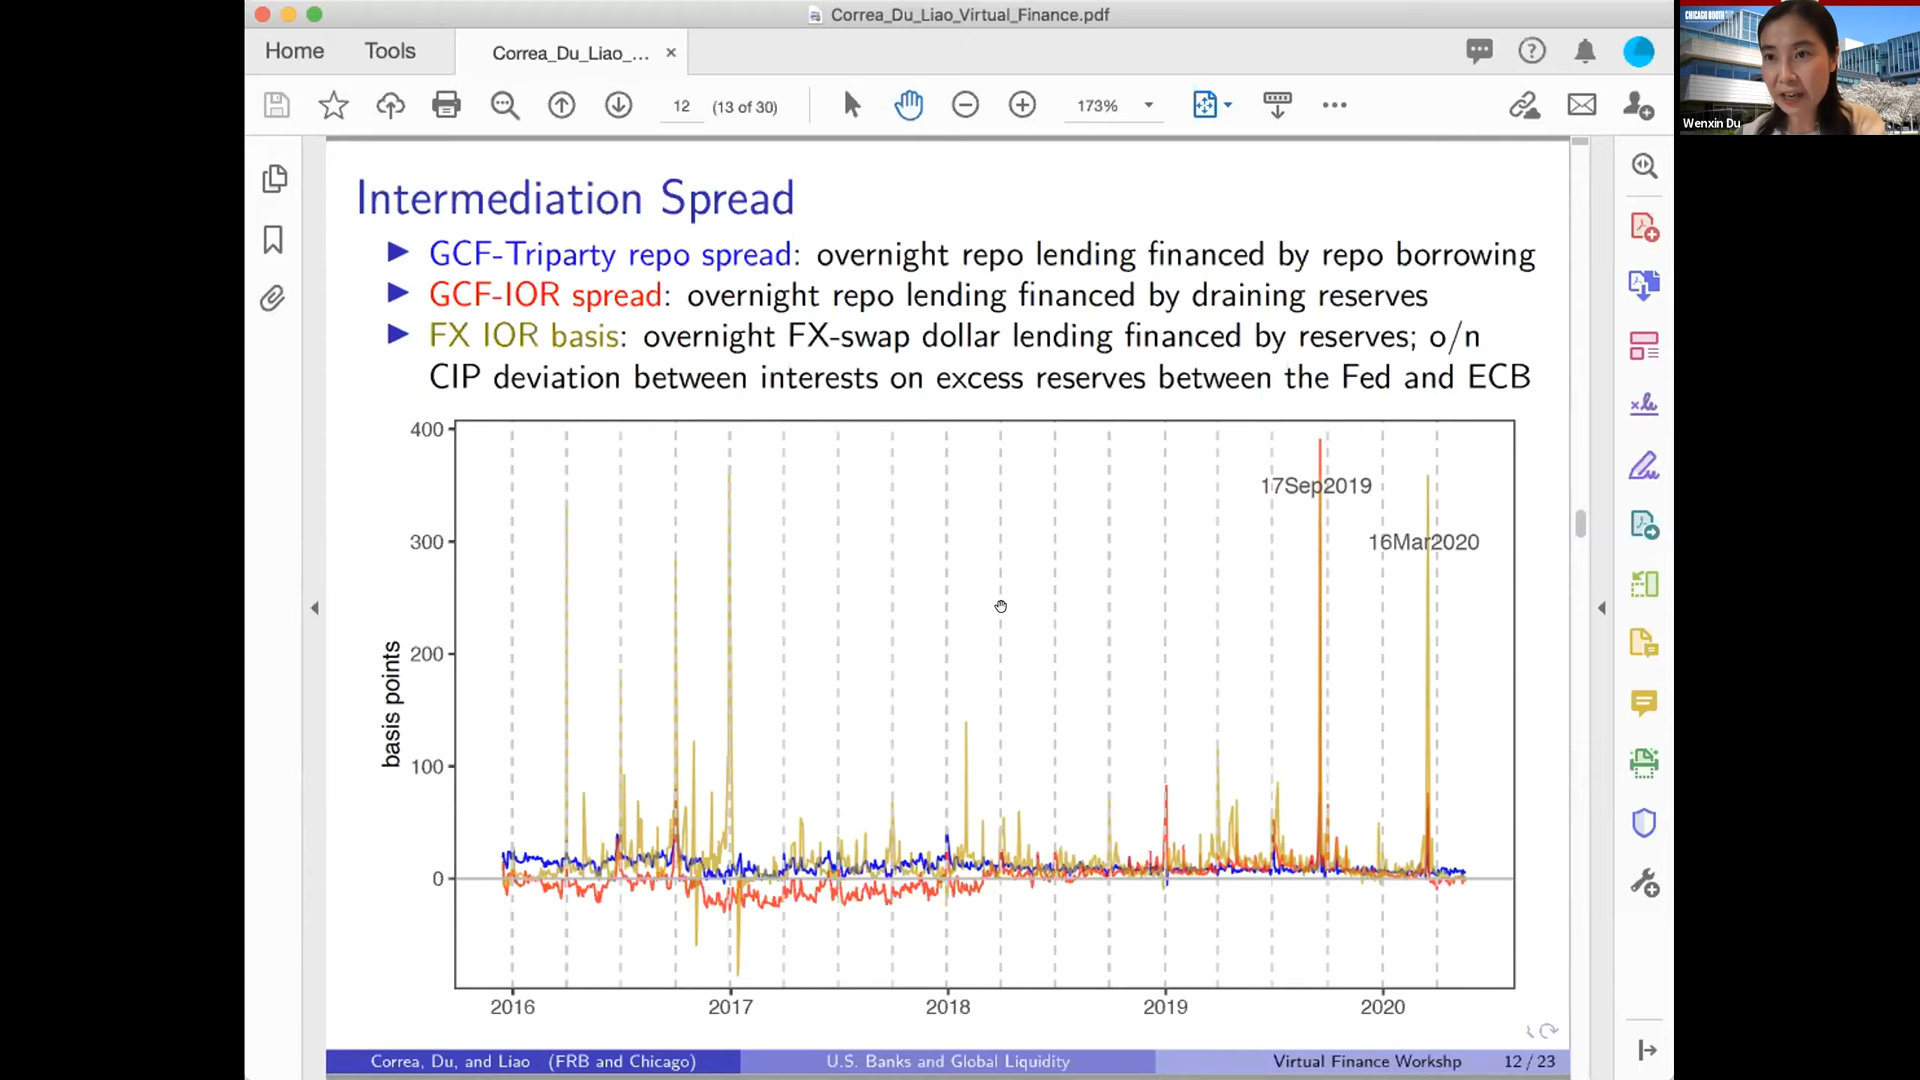 Correa_Du_Liao_Virtual_Finance.pdf
CHICAGO BOOTH
Wenxin Du
Home Tools Correa_Du_Liao_... ×
12 (13 of 30) 173%
Intermediation Spread
GCF-Triparty repo spread: overnight repo lending financed by repo borrowing
GCF-IOR spread: overnight repo lending financed by draining reserves
FX IOR basis: overnight FX-swap dollar lending financed by reserves; o/n
CIP deviation between interests on excess reserves between the Fed and ECB
400
300
200
100
0
basis points
17Sep2019
16Mar2020
2016 2017 2018 2019 2020
Correa, Du, and Liao (FRB and Chicago) U.S. Banks and Global Liquidity Virtual Finance Workshp 12 / 23